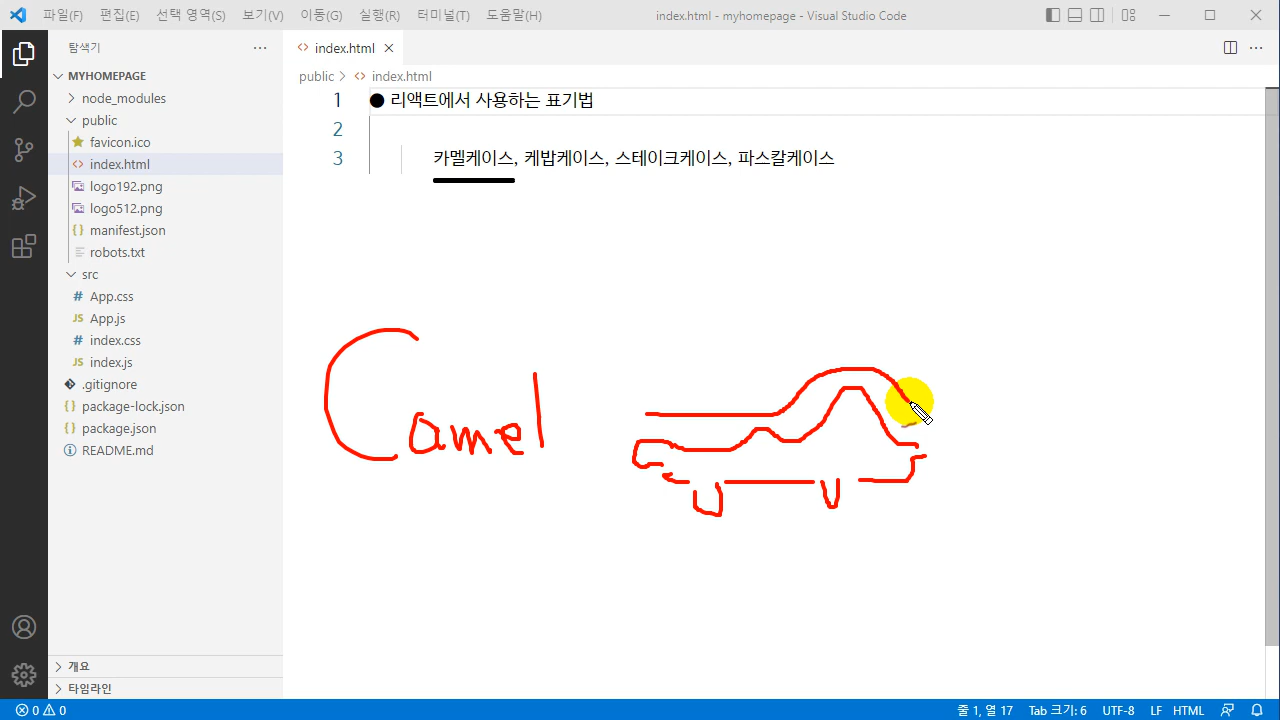 파일(F) 편집(E) 선택 영역(S) 보기(V) 이동(G) 실행(R) 터미널(T) 도움말(H) index.html - myhomepage - Visual Studio Code
탐색기
index.html
MYHOMEPAGE
public > index.html
node_modules
public
favicon.ico
index.html
logo192.png
logo512.png
manifest.json
robots.txt
src
App.css
App.js
index.css
index.js
.gitignore
package-lock.json
package.json
README.md
개요
타임라인
1 ● 리액트에서 사용하는 표기법
2
3 카멜케이스, 케밥케이스, 스테이크케이스, 파스칼케이스
Camel
0 0 줄 1, 열 17 Tab 크기: 6 UTF-8 LF HTML